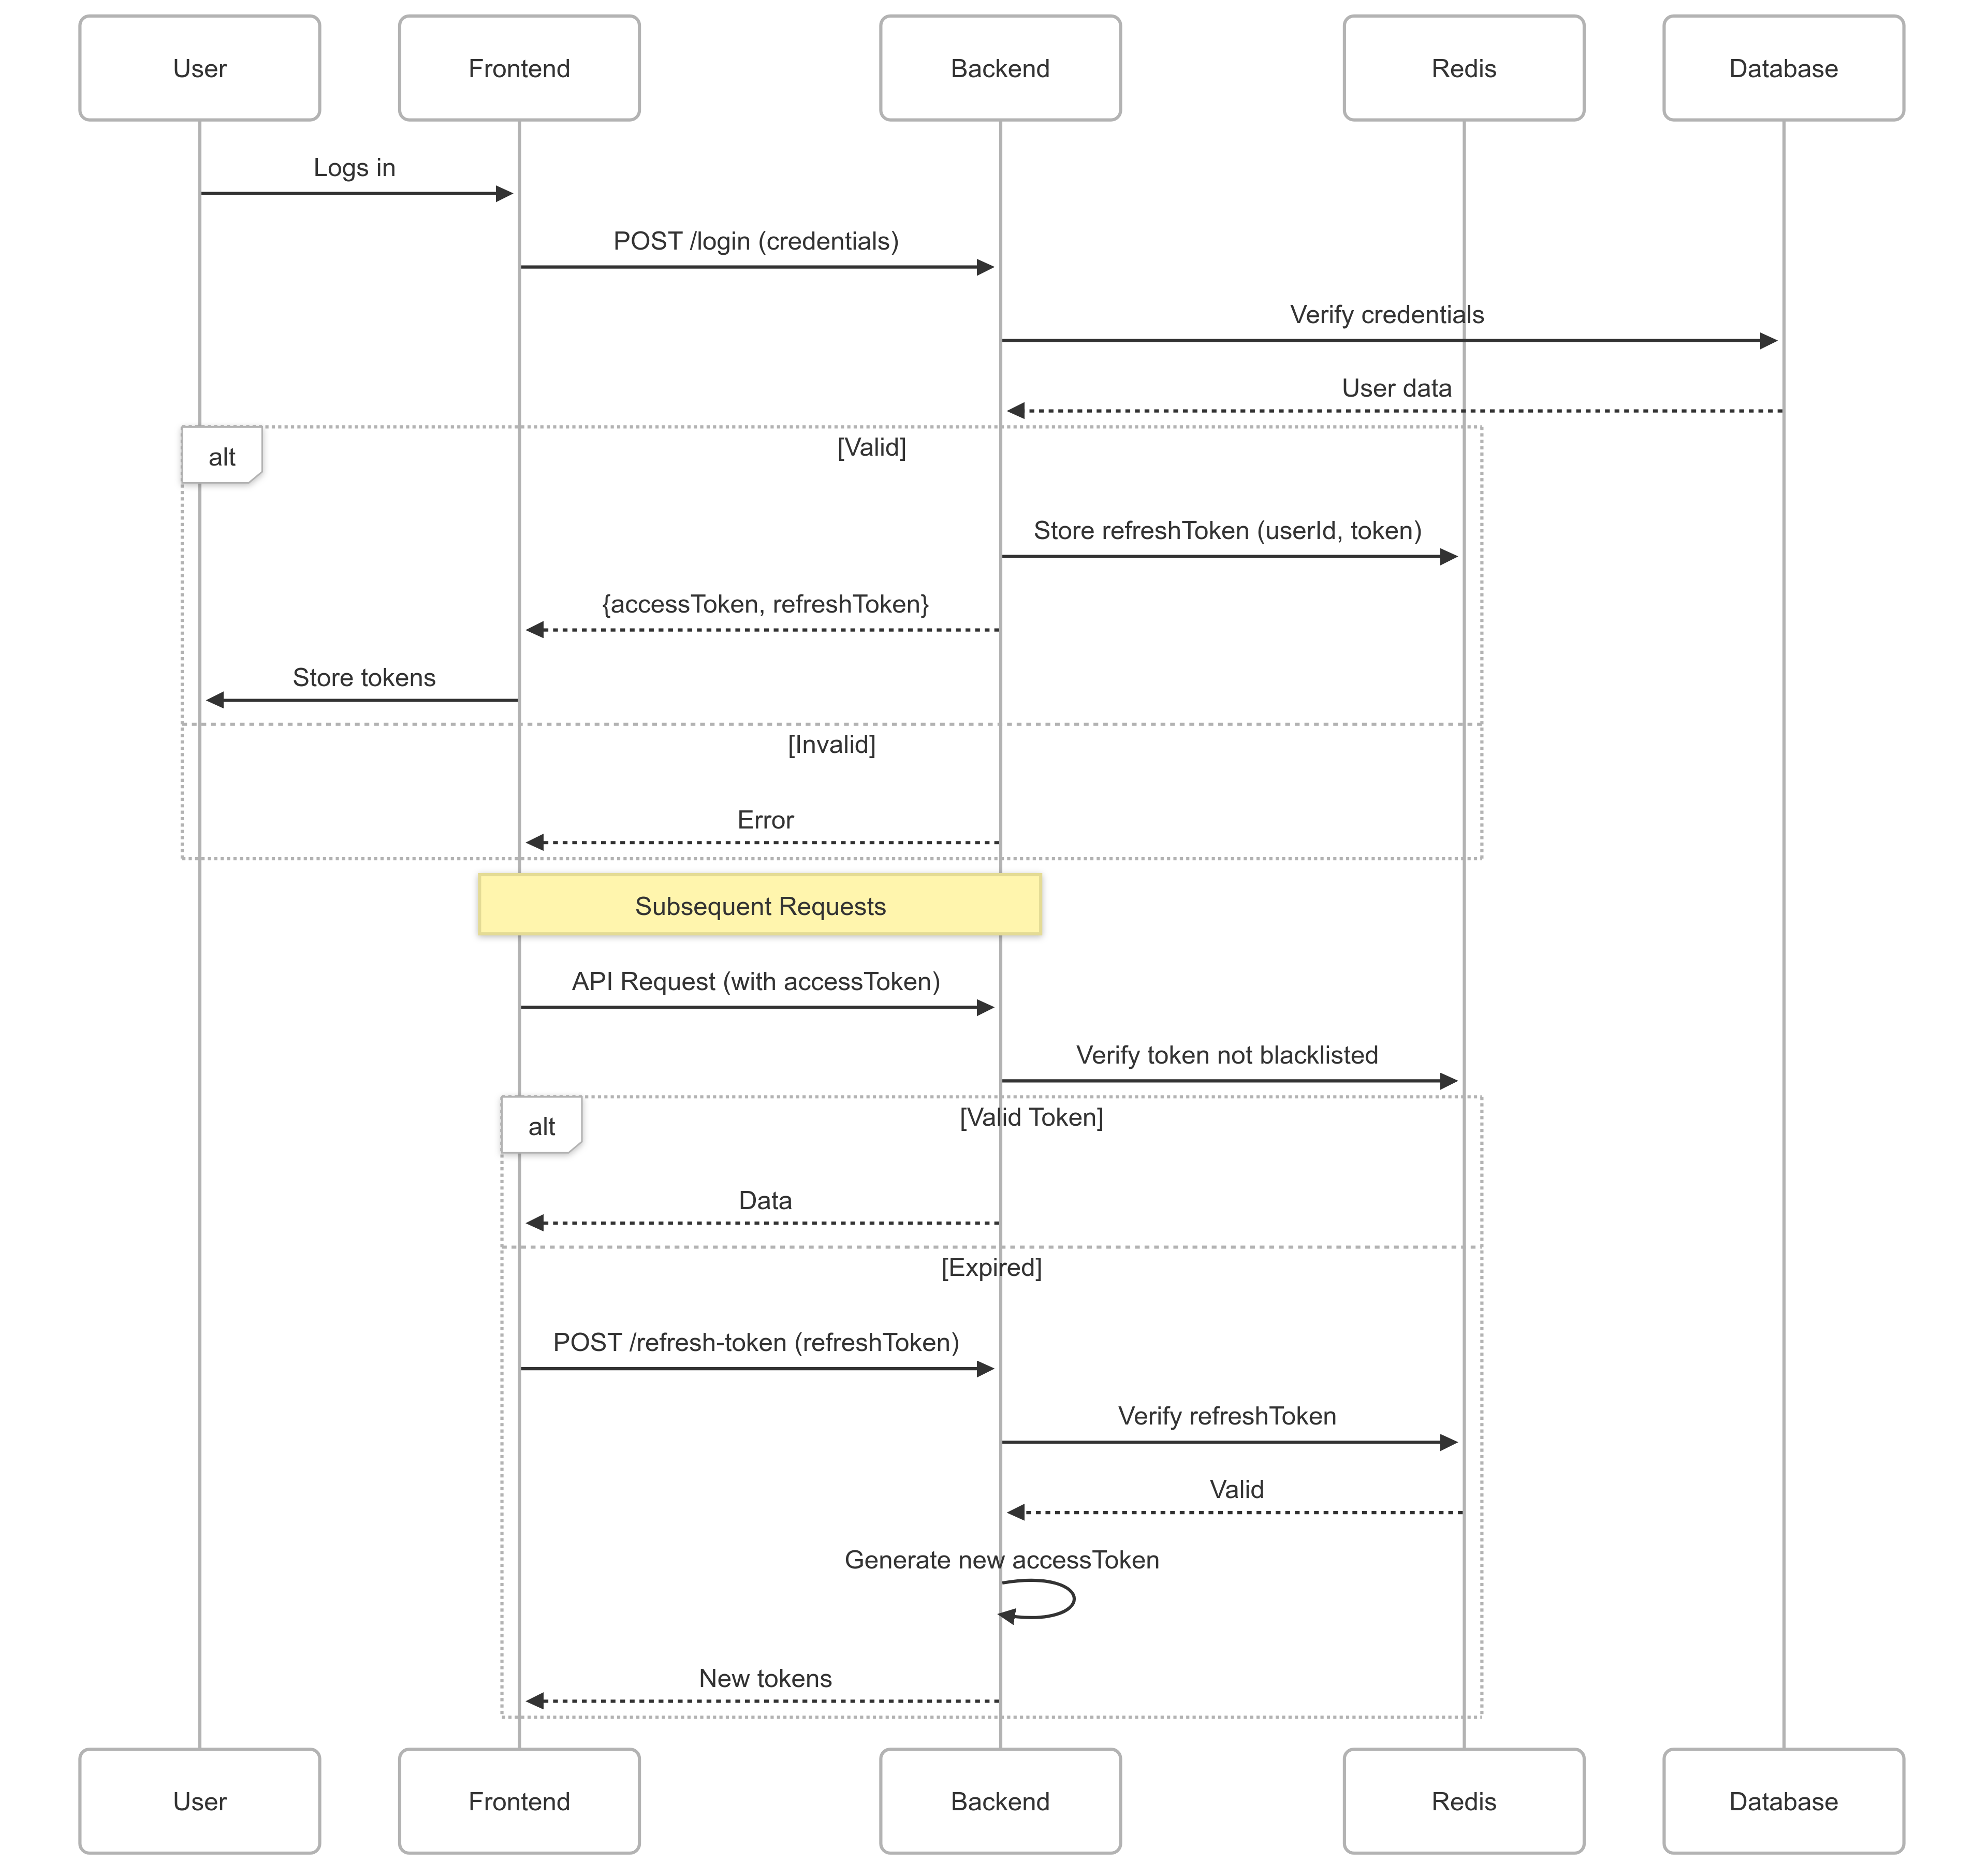 User
Frontend
Backend
Redis
Database
Logs in
POST /login (credentials)
Verify credentials
User data
alt
[Valid]
Store refreshToken (userId, token)
{accessToken, refreshToken}
Store tokens
[Invalid]
Error
Subsequent Requests
API Request (with accessToken)
Verify token not blacklisted
alt
[Valid Token]
Data
[Expired]
POST /refresh-token (refreshToken)
Verify refreshToken
Valid
Generate new accessToken
New tokens
User
Frontend
Backend
Redis
Database